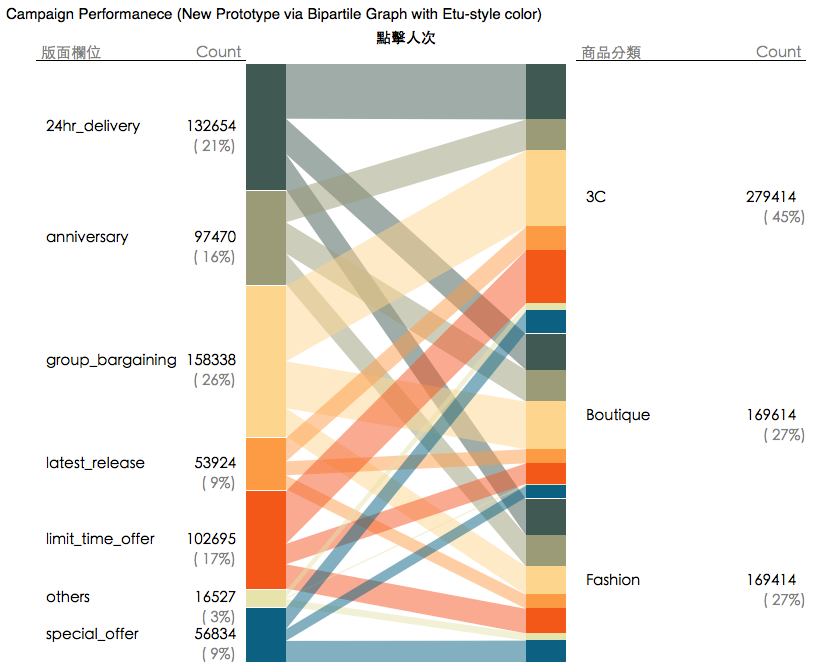 Campaign Performanece (New Prototype via Bipartile Graph with Etu-style color)
點擊人次
版面欄位 Count
商品分類 Count
24hr_delivery 132654
( 21%)
anniversary 97470
( 16%)
group_bargaining 158338
( 26%)
latest_release 53924
( 9%)
limit_time_offer 102695
( 17%)
others 16527
( 3%)
special_offer 56834
( 9%)
3C 279414
( 45%)
Boutique 169614
( 27%)
Fashion 169414
( 27%)